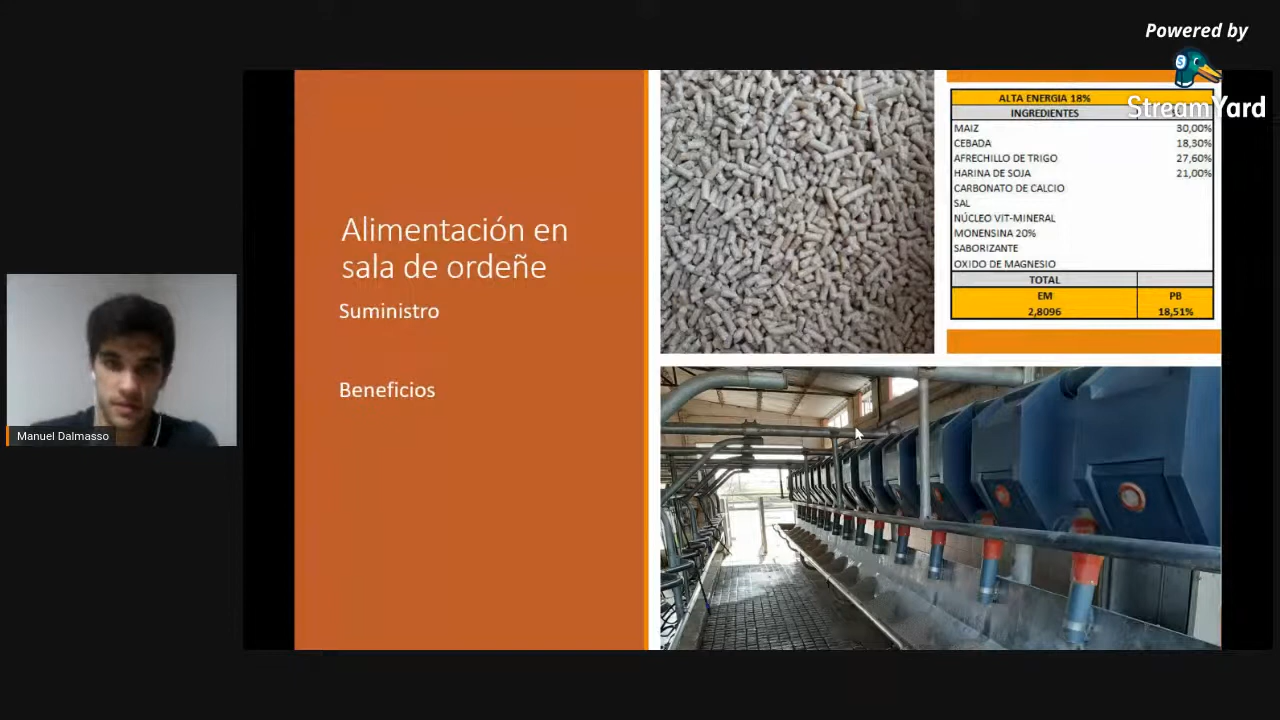 Powered by
StreamYard
Alimentación en
sala de ordeñe
Suministro
Beneficios
ALTA ENERGIA 18%
INGREDIENTES
MAIZ 30,00%
CEBADA 18,30%
AFRECHILLO DE TRIGO 27,60%
HARINA DE SOJA 21,00%
CARBONATO DE CALCIO
SAL
NÚCLEO VIT-MINERAL
MONENSINA 20%
SABORIZANTE
OXIDO DE MAGNESIO
TOTAL
EM PB
2,8096 18,51%
Manuel Dalmasso